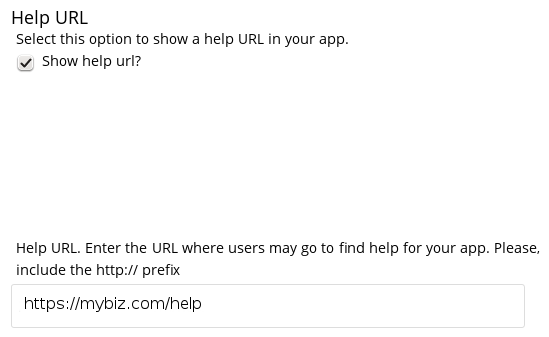 Help URL
Select this option to show a help URL in your app.
Show help url?
Help URL. Enter the URL where users may go to find help for your app. Please,
include the http:// prefix
https://mybiz.com/help